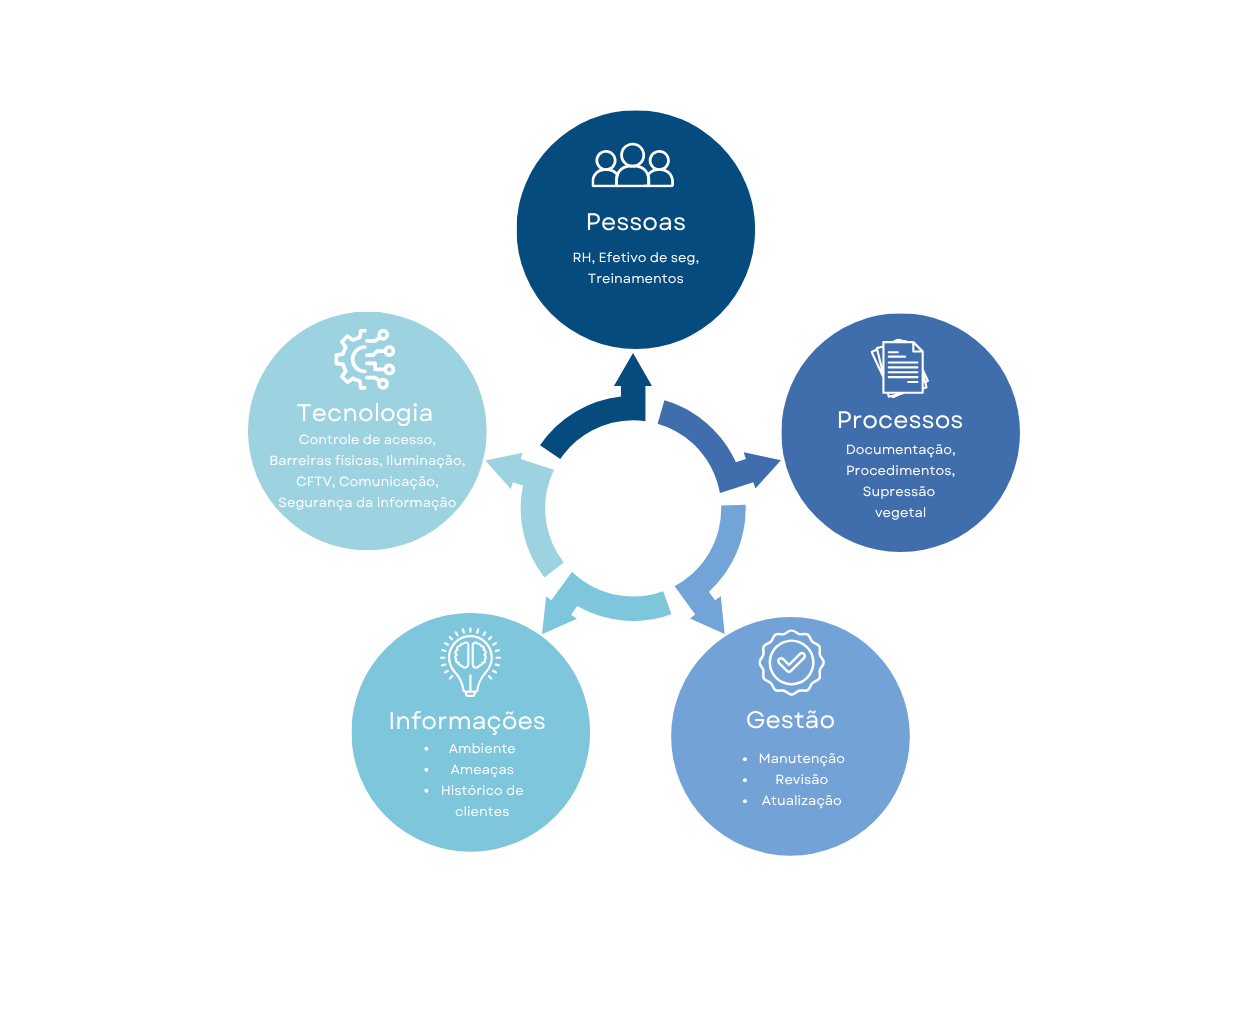 Pessoas
RH, Efetivo de seg,
Treinamentos
Processos
Documentação,
Procedimentos,
Supressão
vegetal
Gestão
• Manutenção
• Revisão
• Atualização
Informações
• Ambiente
• Ameaças
• Histórico de
clientes
Tecnologia
Controle de acesso,
Barreiras físicas, Iluminação,
CFTV, Comunicação,
Segurança da informação